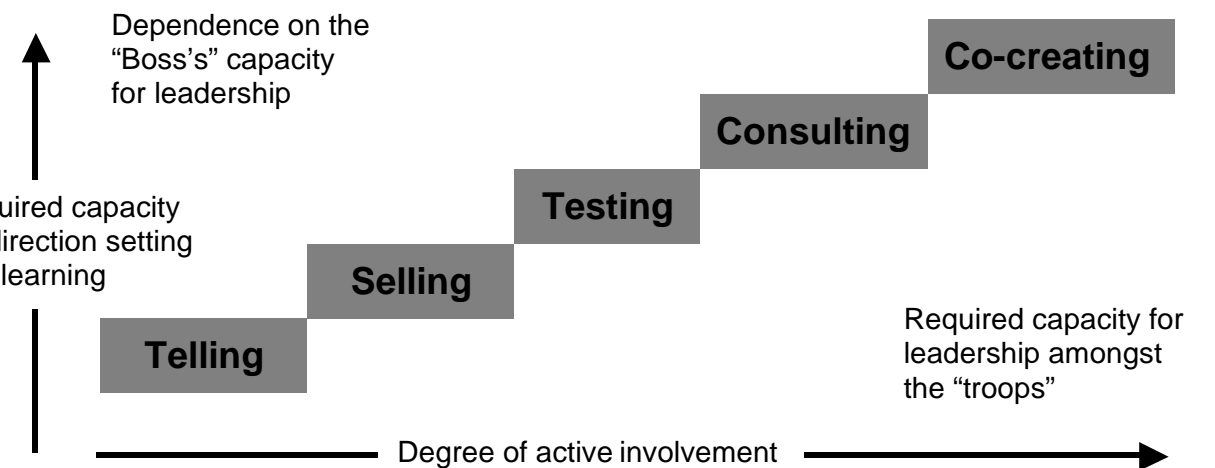 Dependence on the
“Boss’s” capacity
for leadership
Co-creating
Consulting
Testing
capacity
setting
learning
Selling
Required capacity for
leadership amongst
the “troops”
Telling
Degree of active involvement